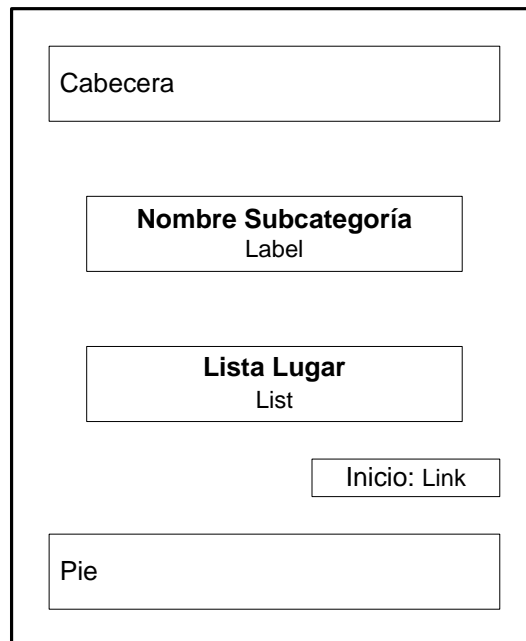 Cabecera
Nombre Subcategoría
Label
Lista Lugar
List
Inicio: Link
Pie